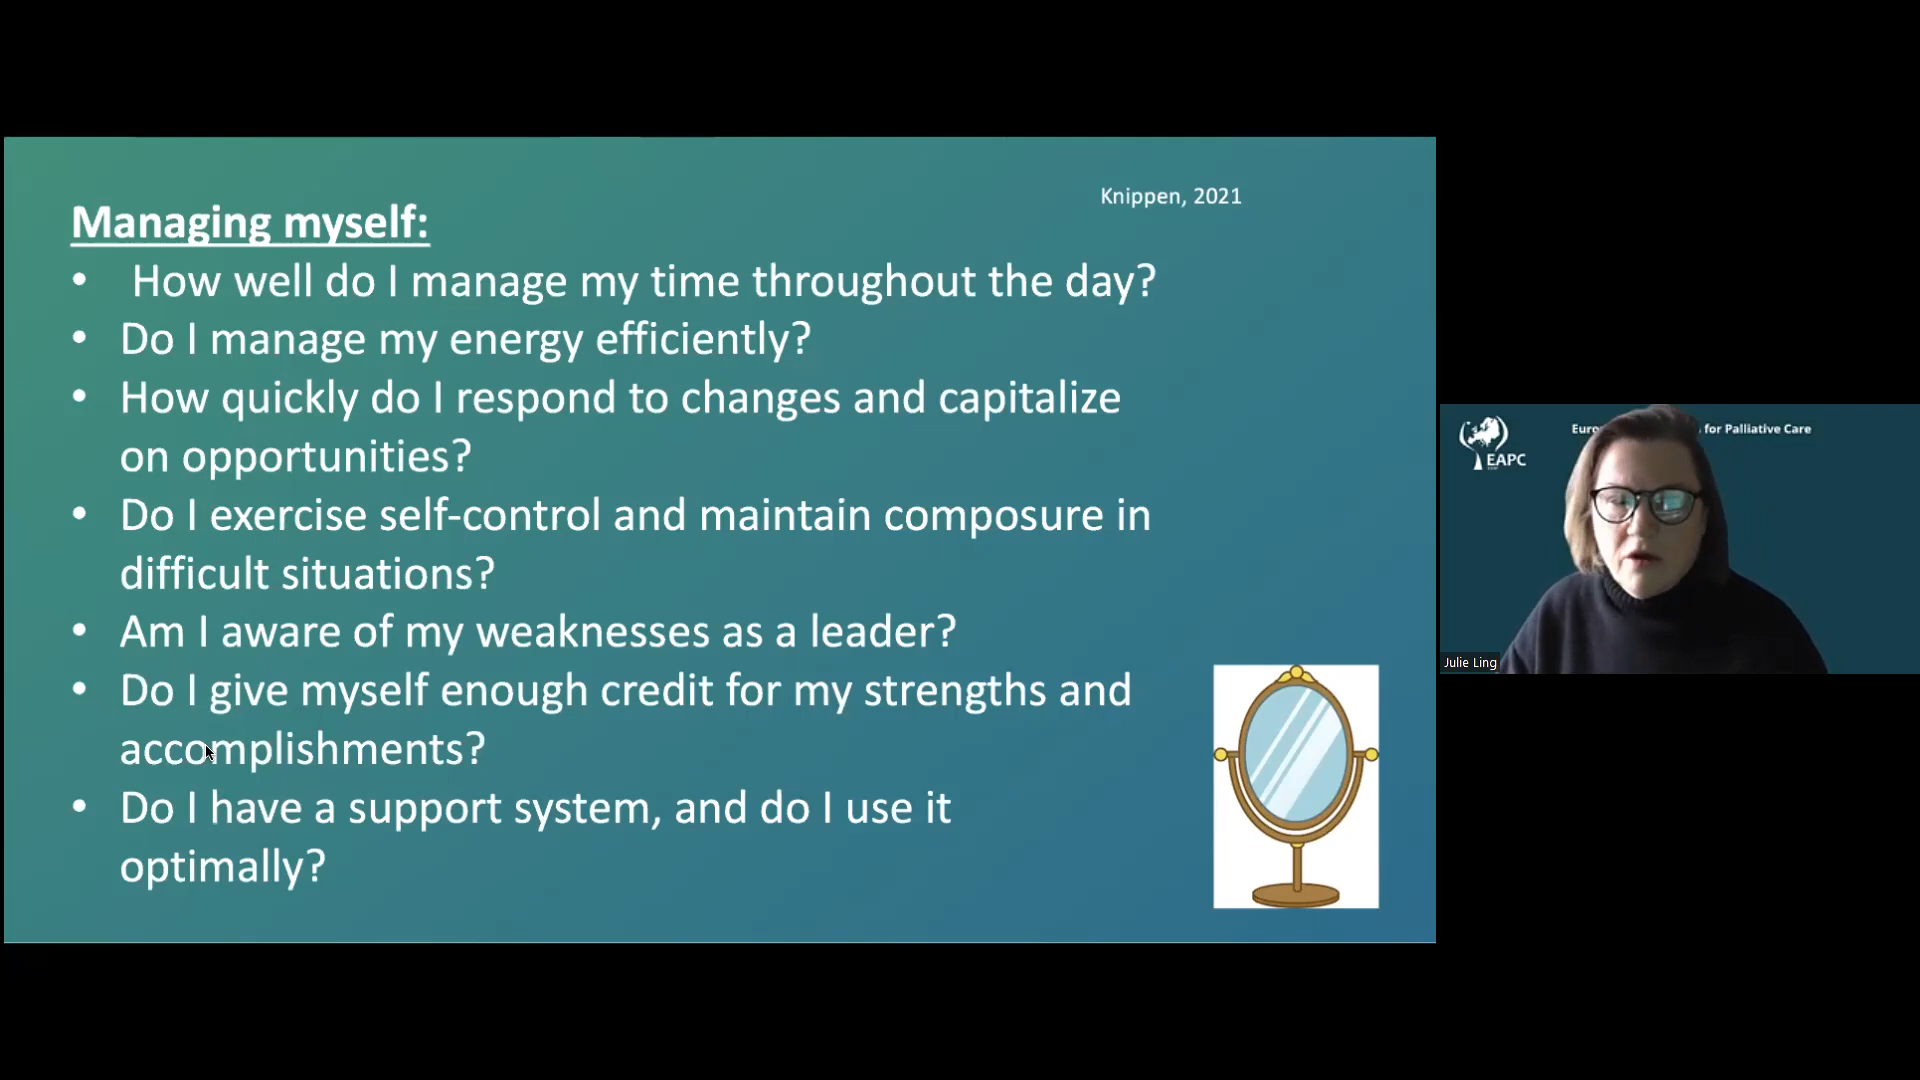 Knippen, 2021
Managing myself:
• How well do I manage my time throughout the day?
• Do I manage my energy efficiently?
• How quickly do I respond to changes and capitalize
on opportunities?
• Do I exercise self-control and maintain composure in
difficult situations?
• Am I aware of my weaknesses as a leader?
• Do I give myself enough credit for my strengths and
accomplishments?
• Do I have a support system, and do I use it
optimally?
for Palliative Care
EAPC
Julie Ling